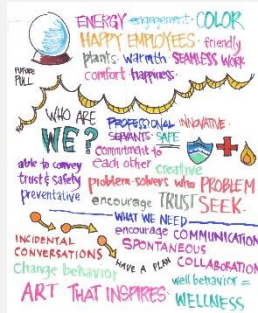 ENERGY engagement · COLOR
HAPPY EMPLOYEES · friendly
plants · warmth SEAMLESS WORK
comfort happiness ·
FUTURE
PULL
WHO ARE
WE?
PROFESSIONAL INNOVATIVE ·
SERVANTS · SAFE
commitment to
each other
creative
able to convey
trust & safety
preventative
problem-solvers who PROBLEM
SEEK ·
encourage TRUST
WHAT WE NEED
encourage COMMUNICATION
SPONTANEOUS
COLLABORATION
INCIDENTAL
CONVERSATIONS
HAVE A PLAN
Change behavior
well behavior =
WELLNESS
ART THAT INSPIRES ·